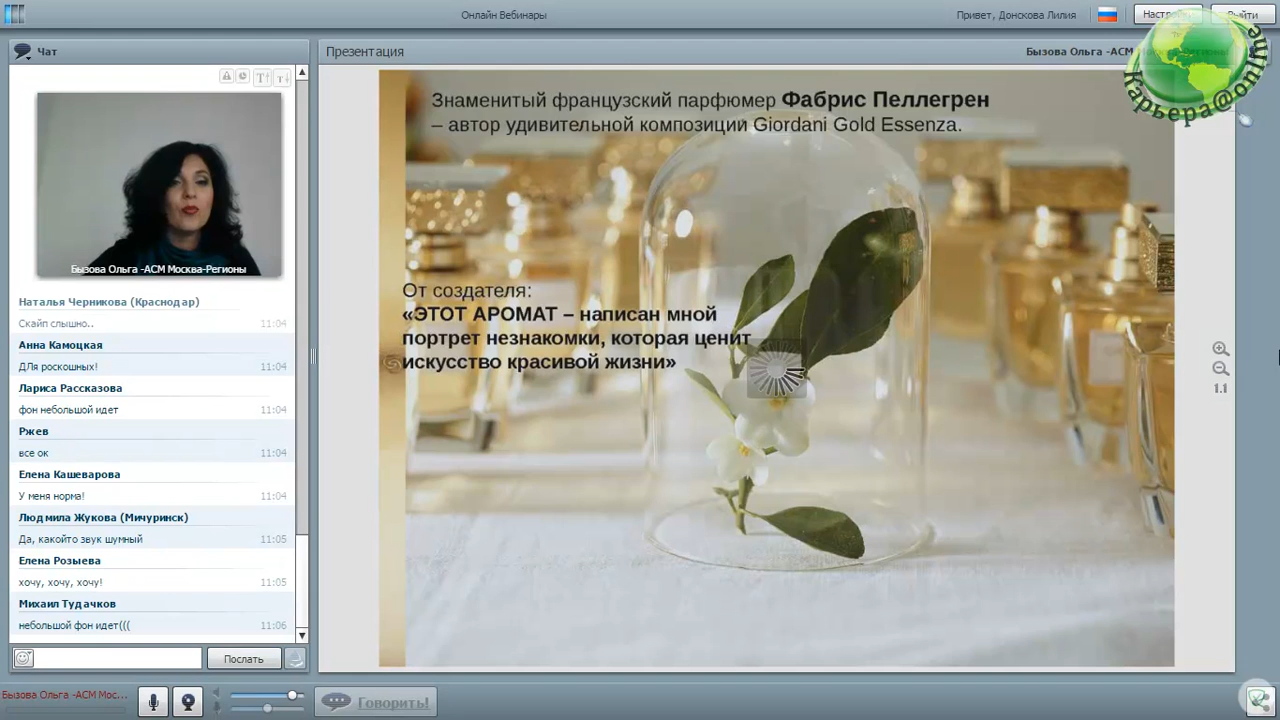 Онлайн Вебинары
Привет, Донскова Лилия
Выйти
Чат
Презентация
Бызова Ольга -АСМ
Карьера@online
Бызова Ольга -АСМ Москва-Регионы
Знаменитый французский парфюмер Фабрис Пеллегрен
– автор удивительной композиции Giordani Gold Essenza.
От создателя:
«ЭТОТ АРОМАТ – написан мной
портрет незнакомки, которая ценит
искусство красивой жизни»
Наталья Черникова (Краснодар)
Скайп слышно.. 11:04
Анна Камоцкая
ДЛя роскошных! 11:04
Лариса Рассказова
фон небольшой идет 11:04
Ржев
все ок 11:04
Елена Кашеварова
У меня норма! 11:04
Людмила Жукова (Мичуринск)
Да, какойто звук шумный 11:05
Елена Розыева
хочу, хочу, хочу! 11:05
Михаил Тудачков
небольшой фон идет((( 11:06
Послать
1.1
Бызова Ольга -АСМ Мос...
Говорить!